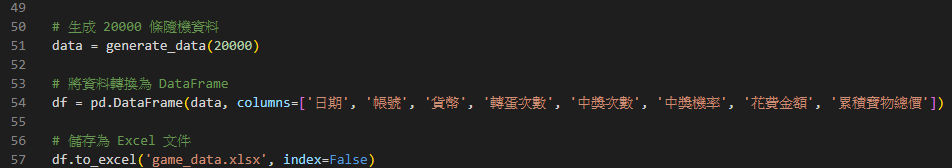 49
50 # 生成 20000 條隨機資料
51 data = generate_data(20000)
52
53 # 將資料轉換為 DataFrame
54 df = pd.DataFrame(data, columns=['日期', '帳號', '貨幣', '轉蛋次數', '中獎次數', '中獎機率', '花費金額', '累積寶物總價'])
55
56 # 儲存為 Excel 文件
57 df.to_excel('game_data.xlsx', index=False)